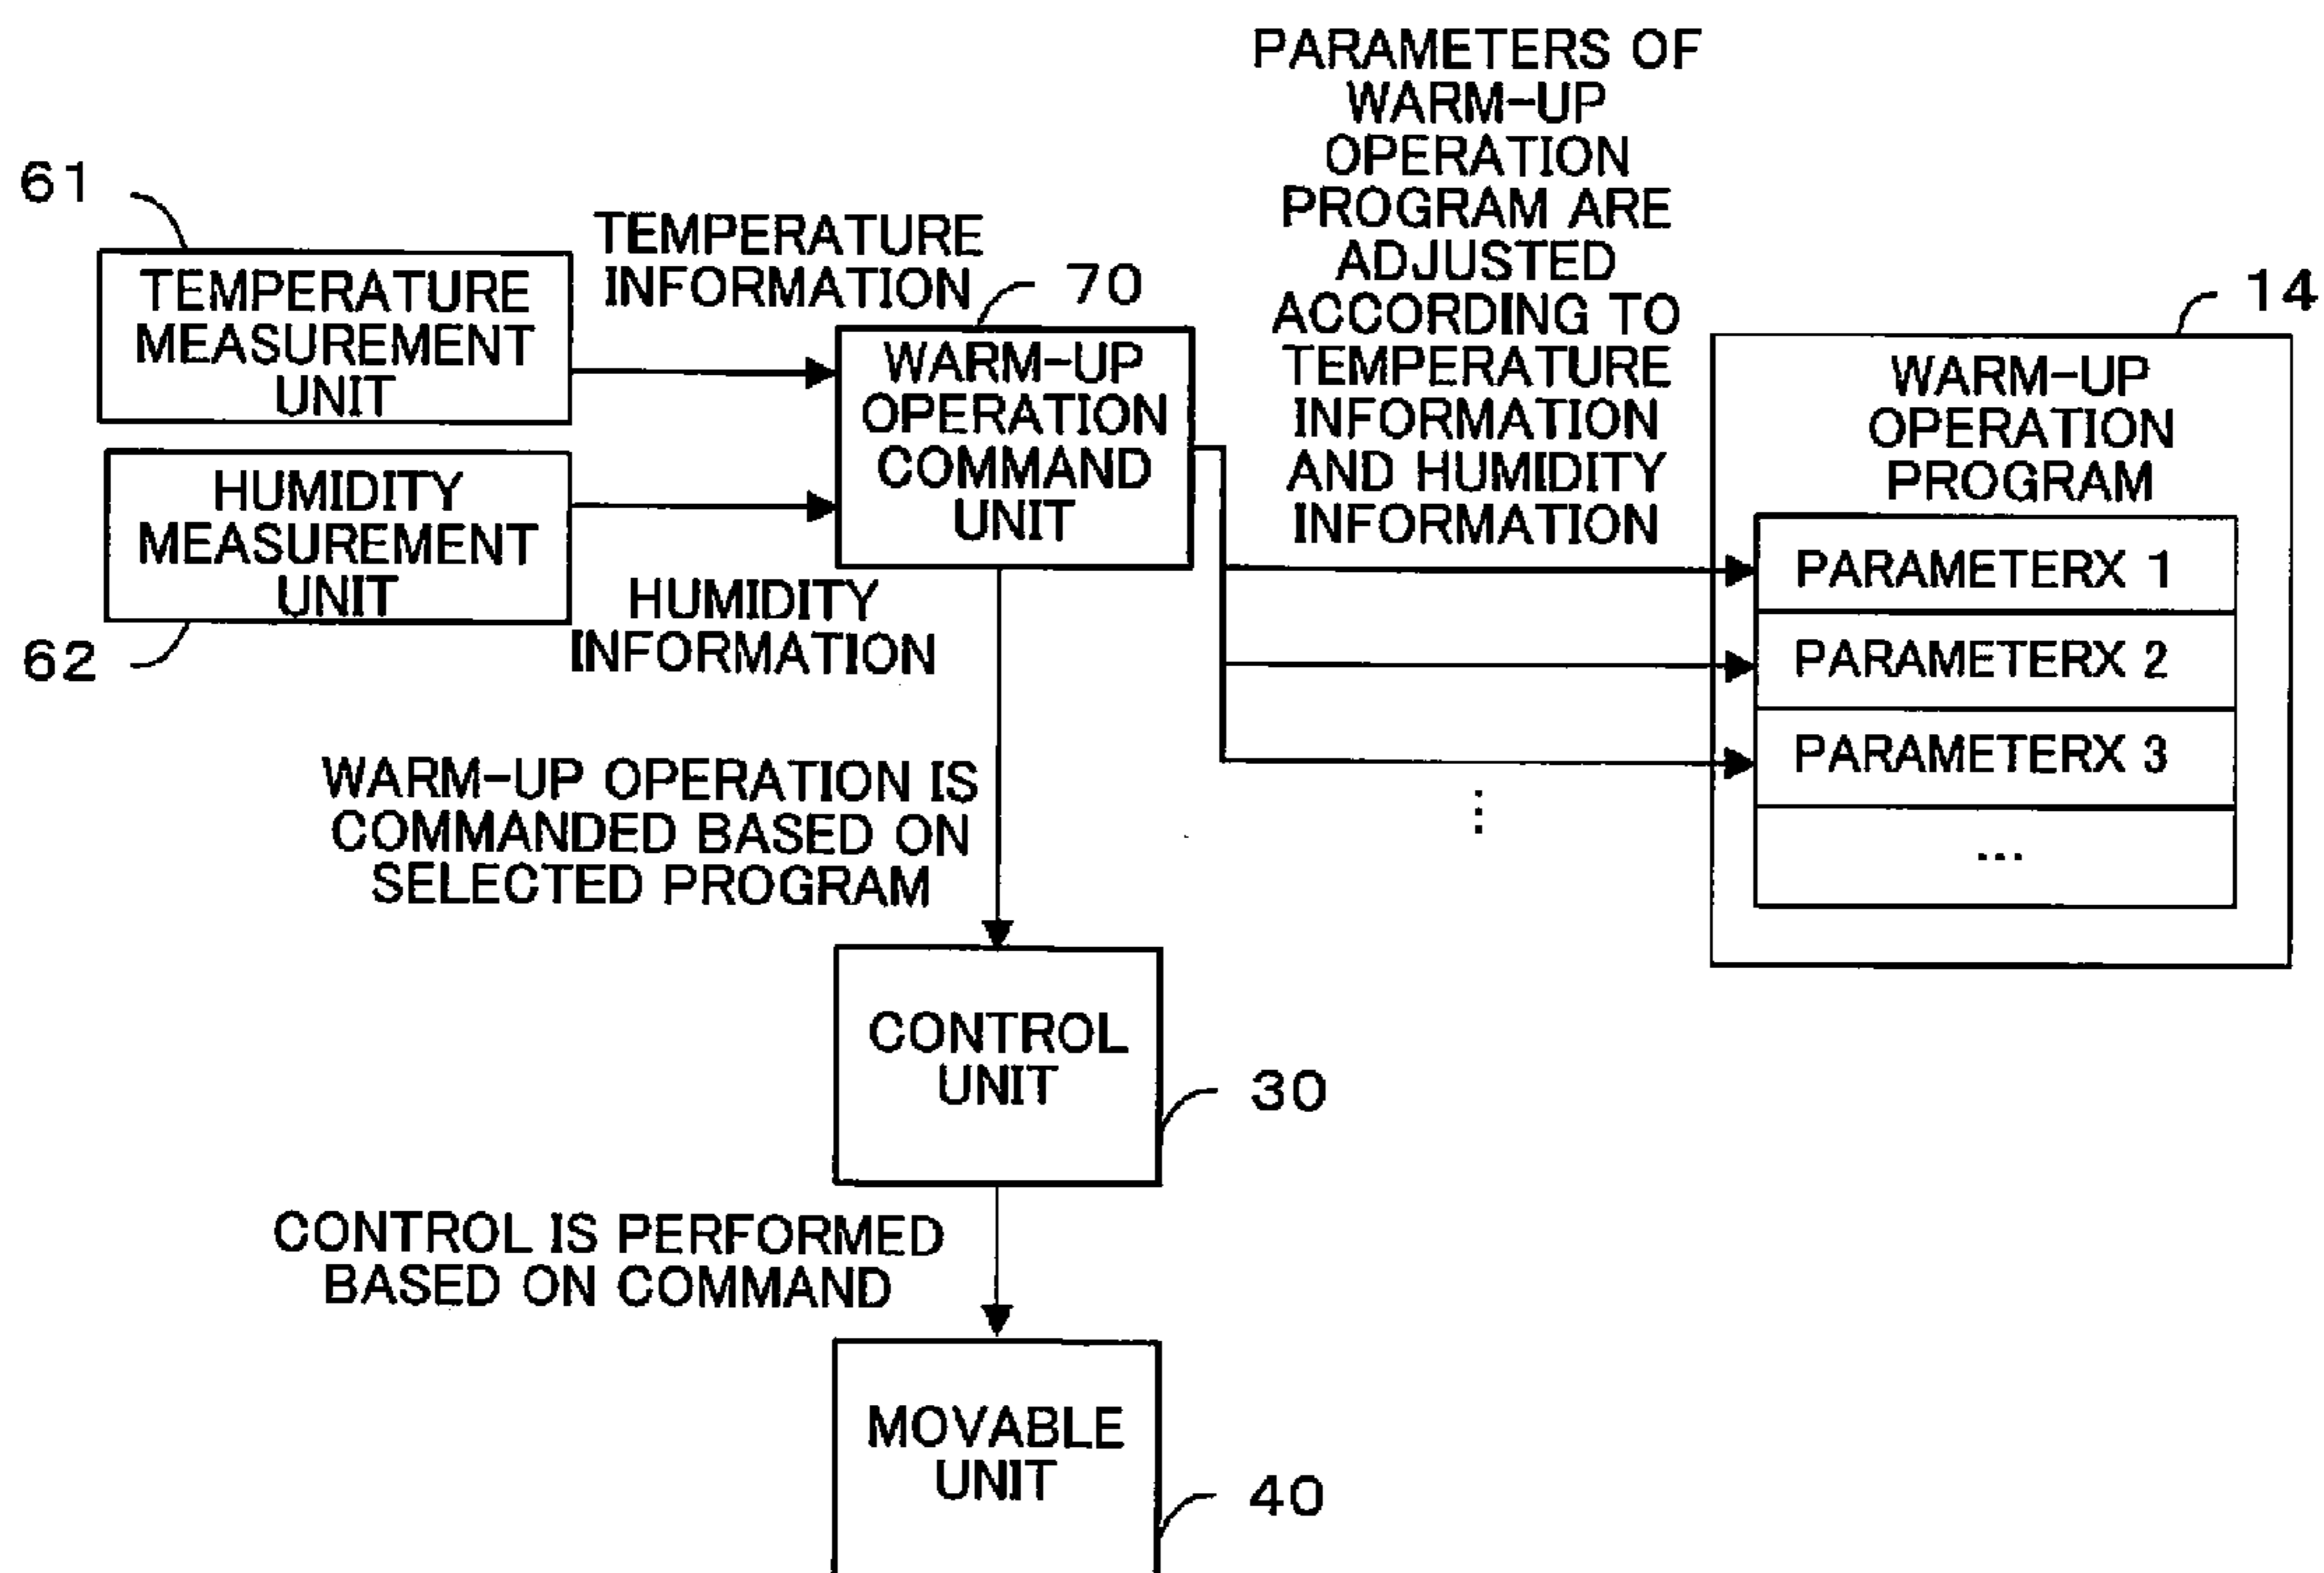 PARAMETERS OF
WARM-UP
OPERATION
PROGRAM ARE
ADJUSTED
ACCORDING TO
TEMPERATURE
INFORMATION
AND HUMIDITY
INFORMATION
61
TEMPERATURE
INFORMATION
TEMPERATURE
MEASUREMENT
UNIT
70
WARM-UP
OPERATION
COMMAND
UNIT
14
WARM-UP
OPERATION
PROGRAM
HUMIDITY
MEASUREMENT
UNIT
62
HUMIDITY
INFORMATION
PARAMETERX 1
PARAMETERX 2
PARAMETERX 3
...
⋮
WARM-UP OPERATION IS
COMMANDED BASED ON
SELECTED PROGRAM
CONTROL
UNIT
30
CONTROL IS PERFORMED
BASED ON COMMAND
MOVABLE
UNIT
40